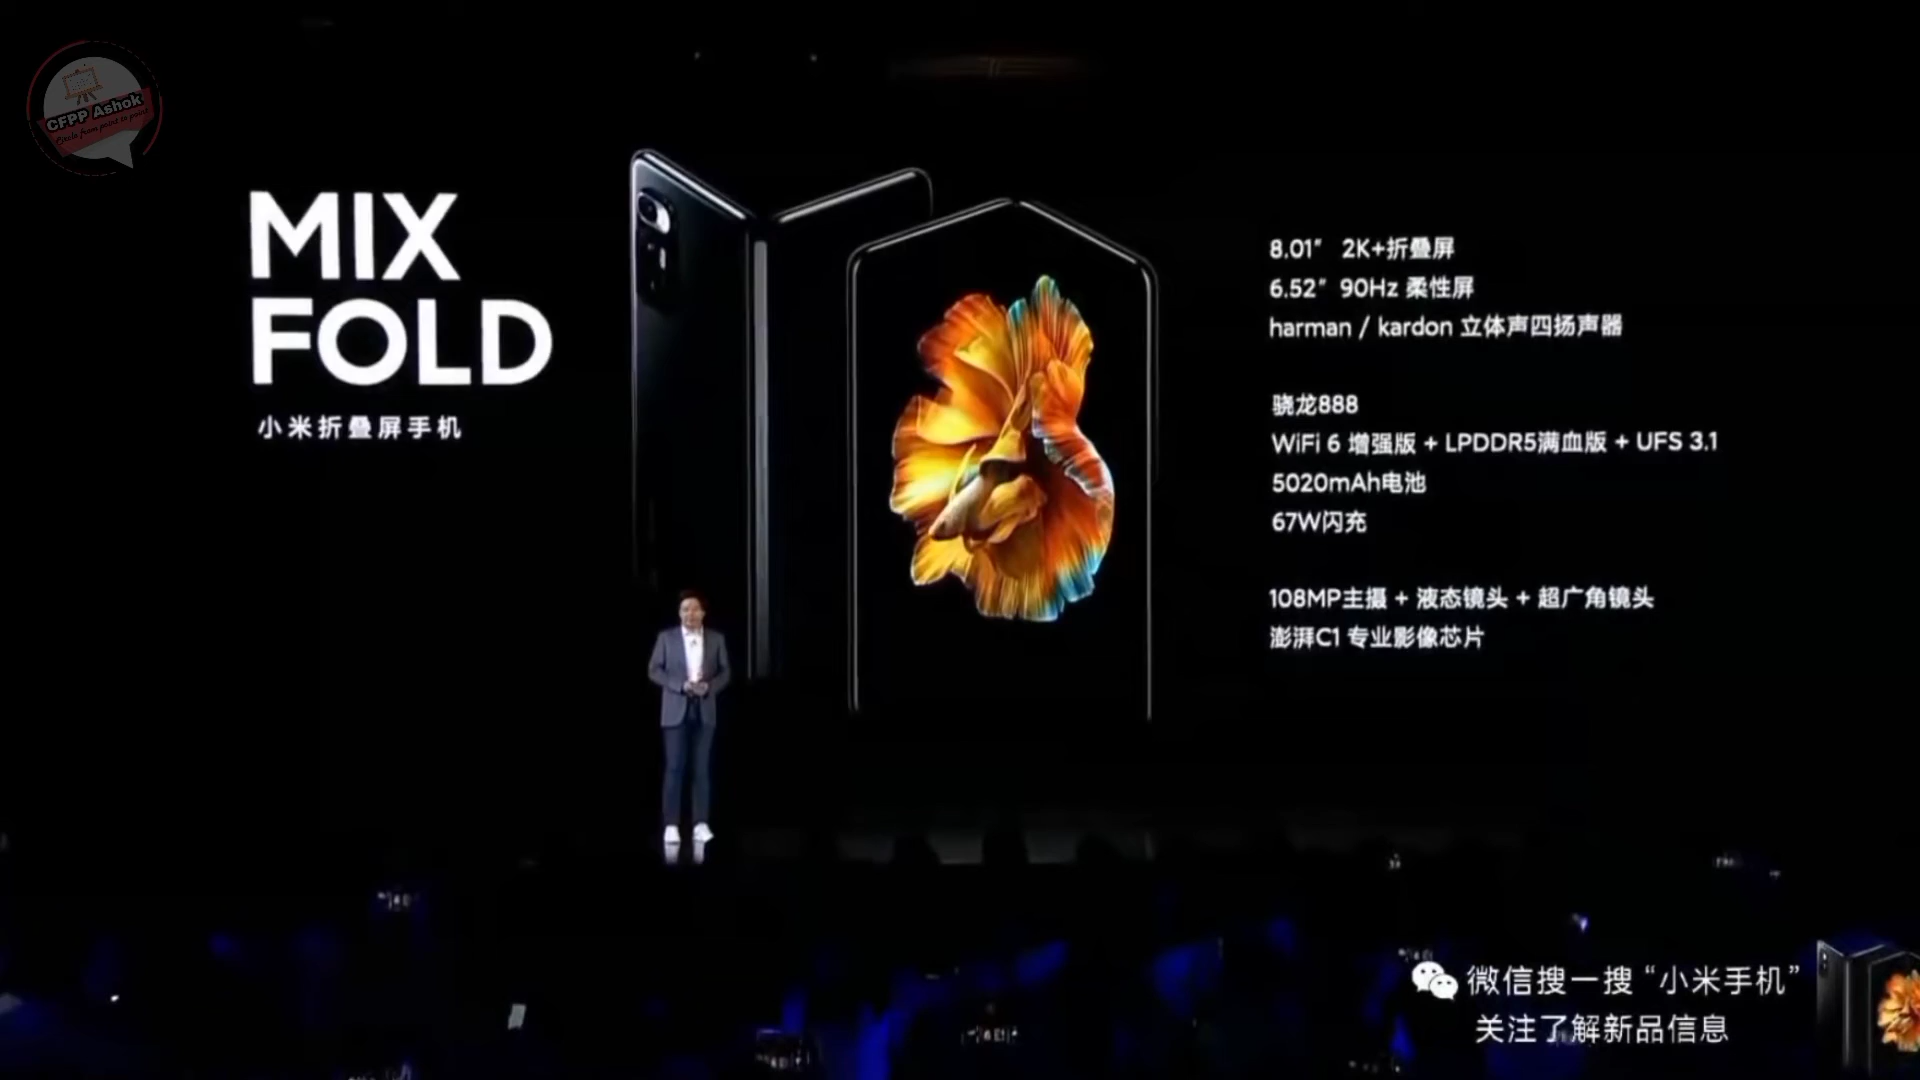 CFPP Ashok
Circle from point to point
MIX
FOLD
小米折叠屏手机
8.01″ 2K+折叠屏
6.52″ 90Hz 柔性屏
harman / kardon 立体声四扬声器
骁龙888
WiFi 6 增强版 + LPDDR5满血版 + UFS 3.1
5020mAh电池
67W闪充
108MP主摄 + 液态镜头 + 超广角镜头
澎湃C1 专业影像芯片
微信搜一搜 “小米手机”
关注了解新品信息